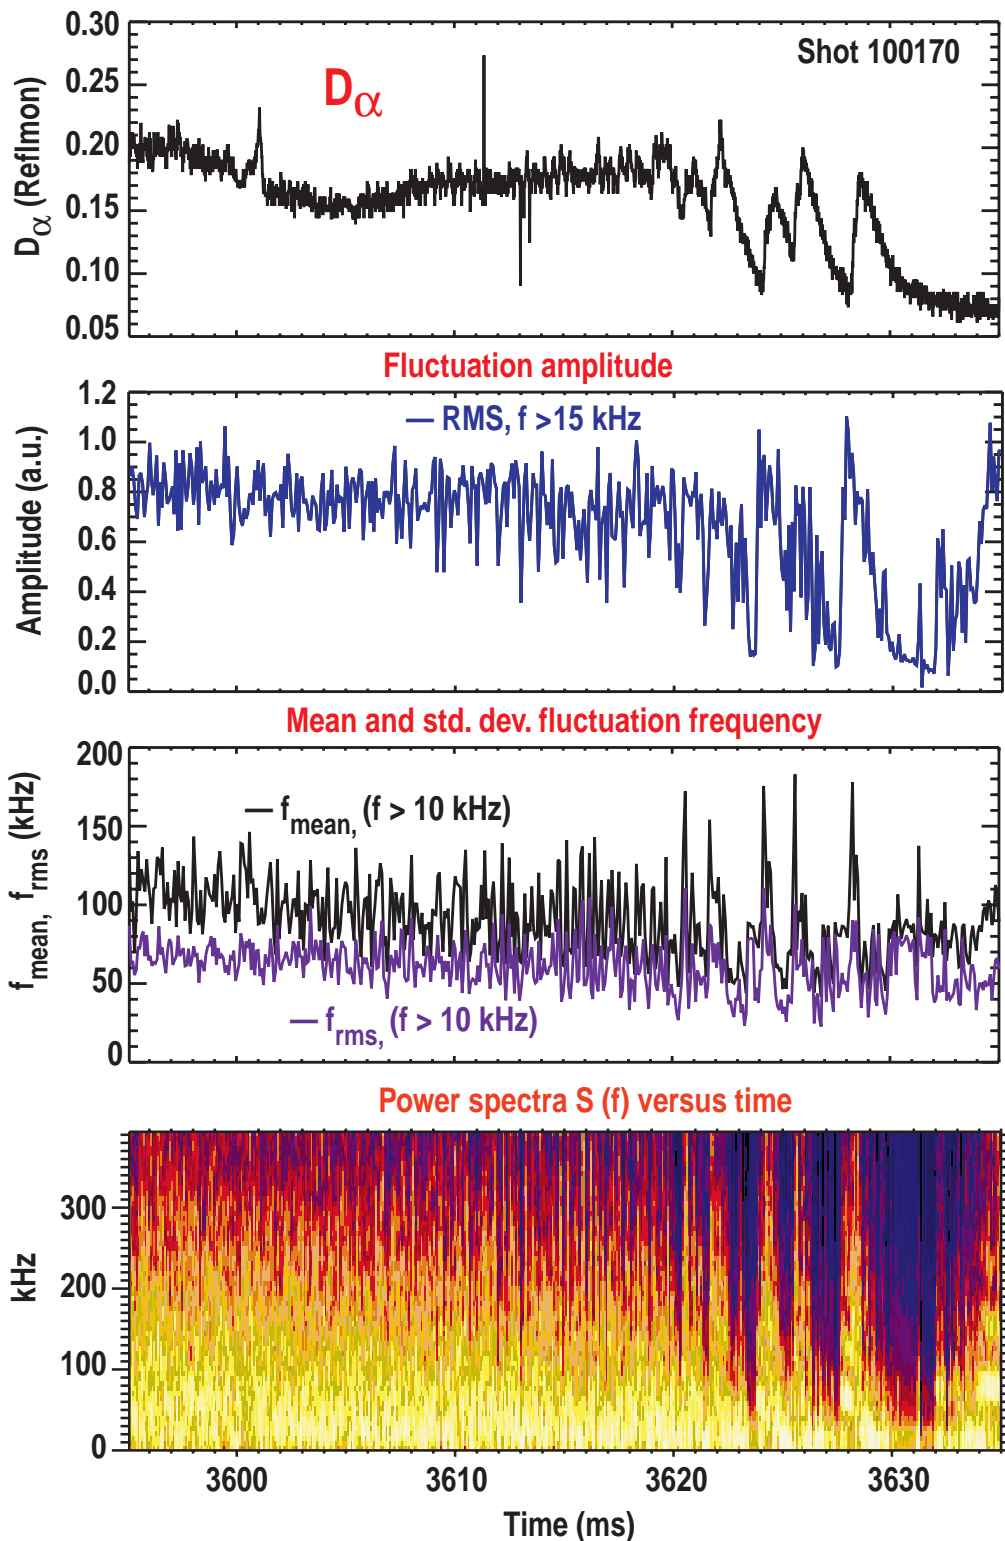 Shot 100170
Dα
Dα (Reflmon)
0.30
0.25
0.20
0.15
0.10
0.05
Fluctuation amplitude
— RMS, f >15 kHz
Amplitude (a.u.)
1.2
1.0
0.8
0.6
0.4
0.2
0.0
Mean and std. dev. fluctuation frequency
— fmean, (f > 10 kHz)
— frms, (f > 10 kHz)
fmean, frms (kHz)
200
150
100
50
0
Power spectra S (f) versus time
kHz
300
200
100
0
3600 3610 3620 3630
Time (ms)